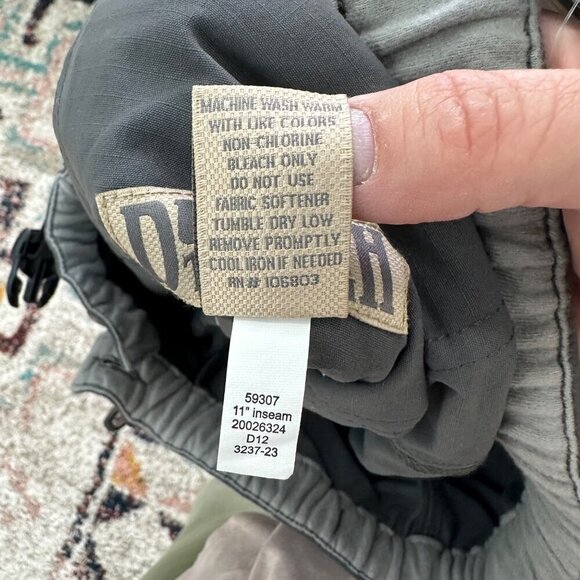 MACHINE WASH WARM
WITH LIKE COLORS
NON-CHLORINE
BLEACH ONLY
DO NOT USE
FABRIC SOFTENER
TUMBLE DRY LOW
REMOVE PROMPTLY
COOL IRON IF NEEDED
RN# 106803
59307
11" inseam
20026324
D12
3237-23